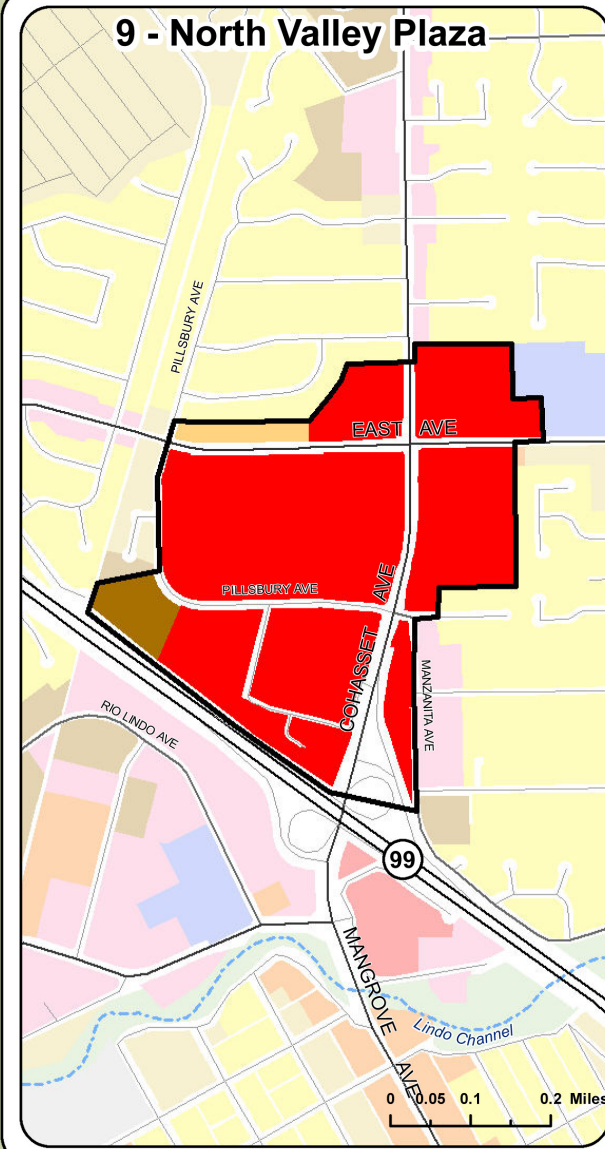 9 - North Valley Plaza
PILLSBURY AVE
EAST AVE
PILLSBURY AVE
COHASSET AVE
MANZANITA AVE
RIO LINDO AVE
99
MANGROVE AVE
Lindo Channel
0 0.05 0.1 0.2 Miles